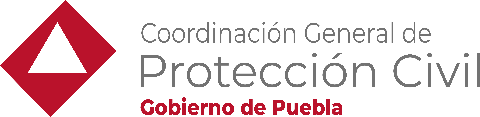 Coordinación General de
Protección Civil
Gobierno de Puebla